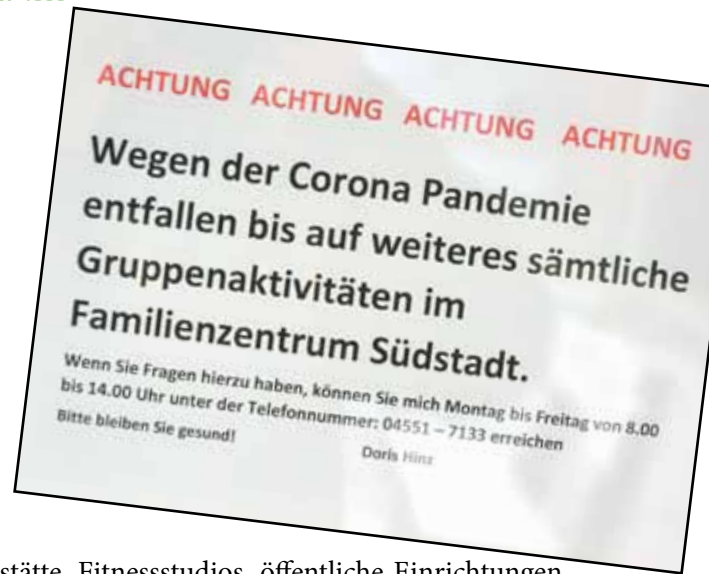 ACHTUNG ACHTUNG ACHTUNG ACHTUNG
Wegen der Corona Pandemie
entfallen bis auf weiteres sämtliche
Gruppenaktivitäten im
Familienzentrum Südstadt.
Wenn Sie Fragen hierzu haben, können Sie mich Montag bis Freitag von 8.00
bis 14.00 Uhr unter der Telefonnummer: 04551 – 7133 erreichen
Bitte bleiben Sie gesund!
Doris Hinz
stätte, Fitnessstudios, öffentliche Einrichtungen